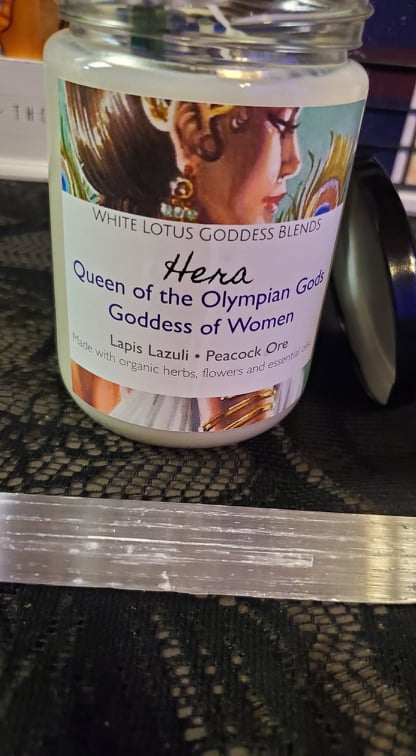 WHITE LOTUS GODDESS BLENDS
Hera
Queen of the Olympian Gods
Goddess of Women
Lapis Lazuli • Peacock Ore
Made with organic herbs, flowers and essential